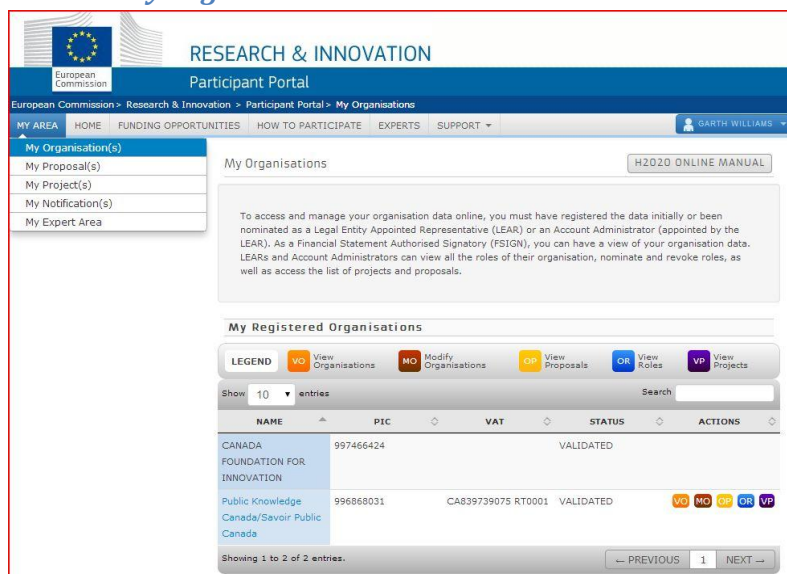 RESEARCH & INNOVATION
European
Commission
Participant Portal
European Commission > Research & Innovation > Participant Portal > My Organisations
MY AREA HOME FUNDING OPPORTUNITIES HOW TO PARTICIPATE EXPERTS SUPPORT GARTH WILLIAMS
My Organisation(s)
My Proposal(s)
My Project(s)
My Notification(s)
My Expert Area
My Organisations
H2020 ONLINE MANUAL
To access and manage your organisation data online, you must have registered the data initially or been
nominated as a Legal Entity Appointed Representative (LEAR) or an Account Administrator (appointed by the
LEAR). As a Financial Statement Authorised Signatory (FSIGN), you can have a view of your organisation data.
LEARs and Account Administrators can view all the roles of their organisation, nominate and revoke roles, as
well as access the list of projects and proposals.
My Registered Organisations
LEGEND VO View Organisations MO Modify Organisations OP View Proposals OR View Roles VP View Projects
Show 10 entries Search
NAME PIC VAT STATUS ACTIONS
CANADA 997466424 VALIDATED
FOUNDATION FOR
INNOVATION
Public Knowledge 996868031 CA839739075 RT0001 VALIDATED VO MO OP OR VP
Canada/Savoir Public
Canada
Showing 1 to 2 of 2 entries. ← PREVIOUS 1 NEXT →